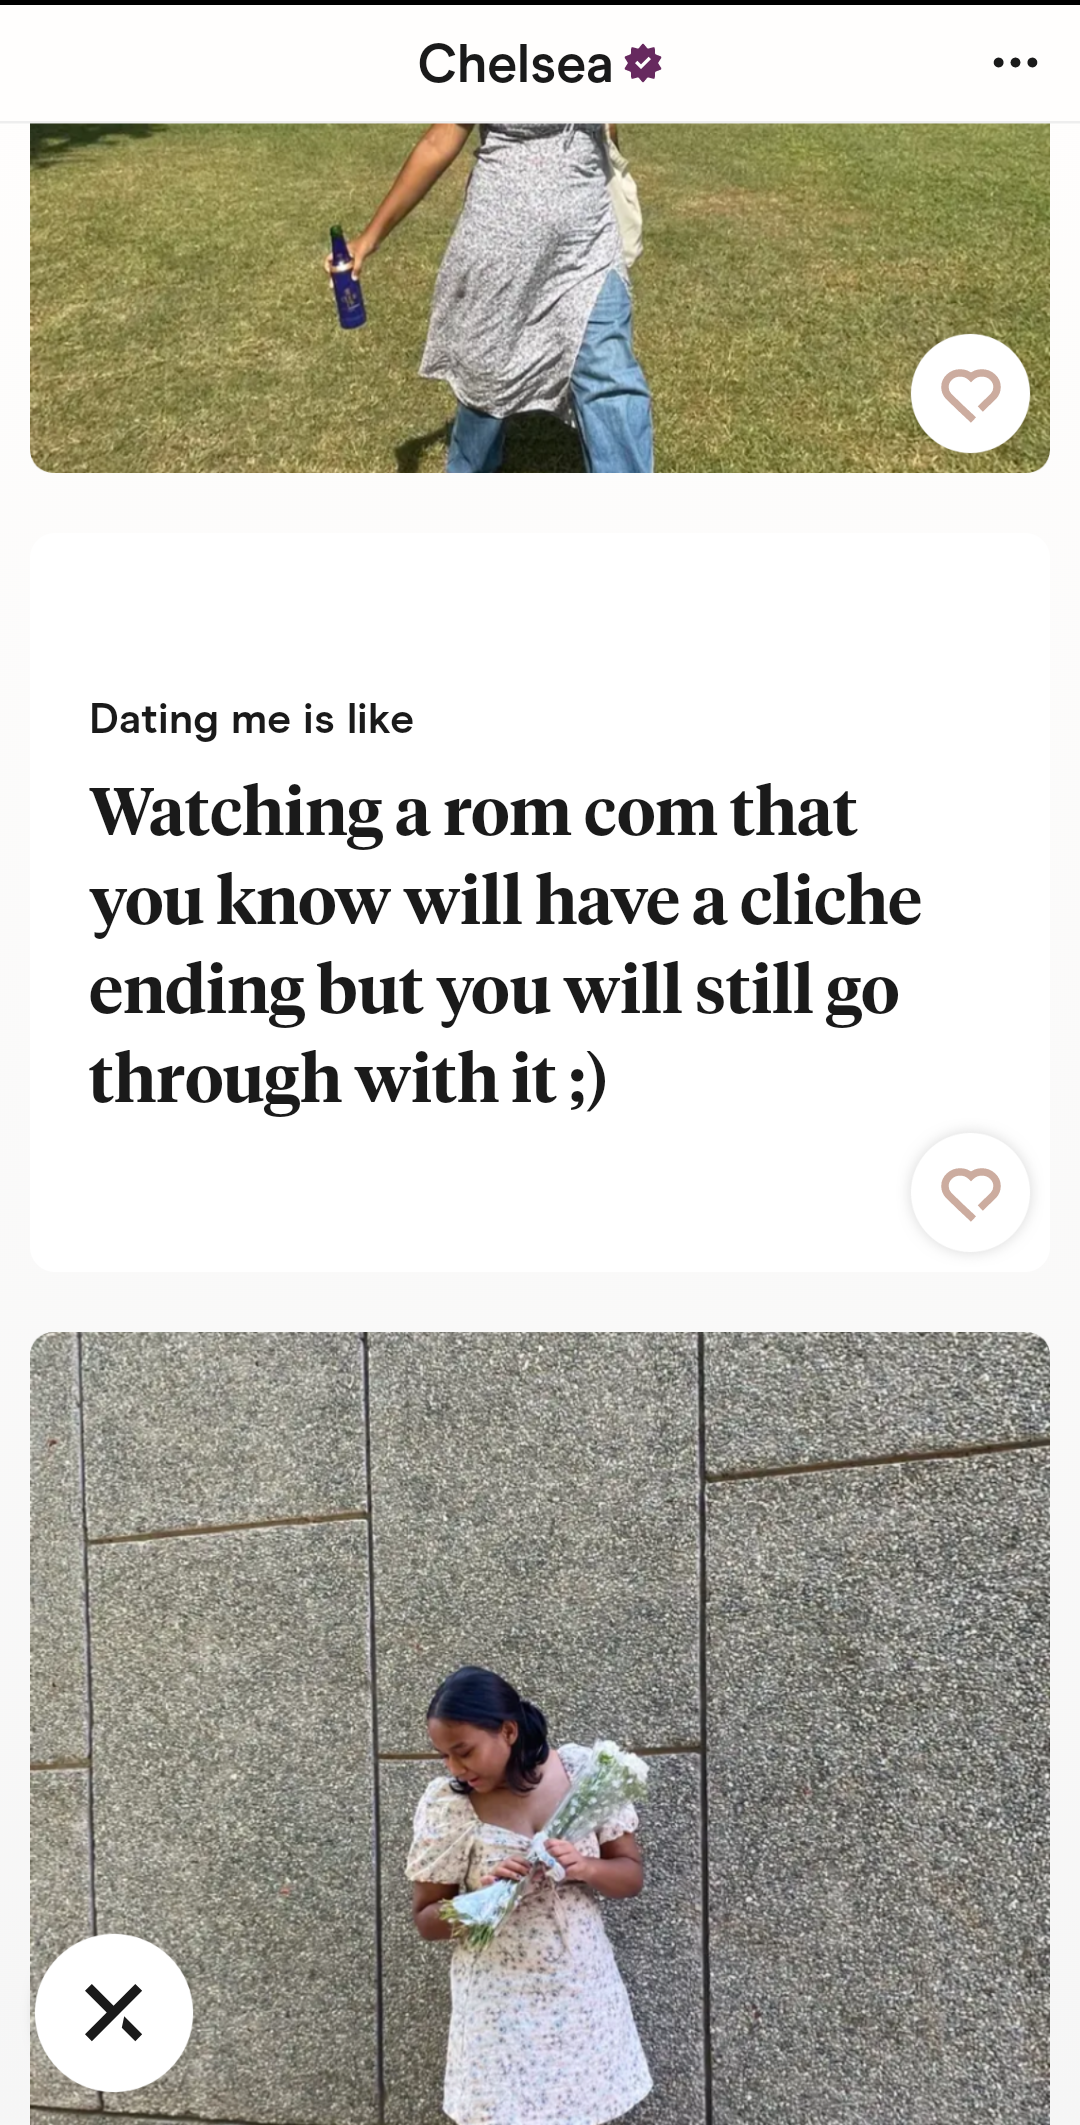 Chelsea
Dating me is like
Watching a rom com that
you know will have a cliche
ending but you will still go
through with it ;)